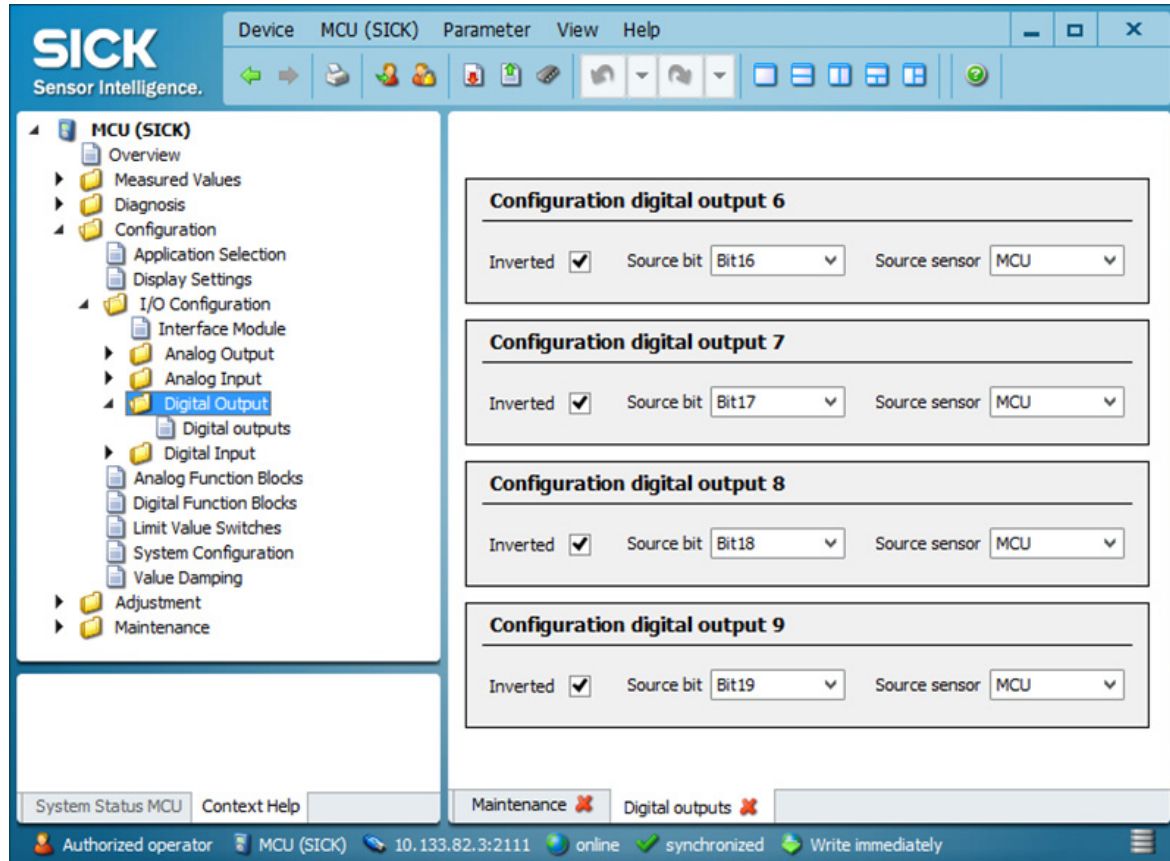 SICK
Sensor Intelligence.
Device MCU (SICK) Parameter View Help
MCU (SICK)
Overview
Measured Values
Diagnosis
Configuration
Application Selection
Display Settings
I/O Configuration
Interface Module
Analog Output
Analog Input
Digital Output
Digital outputs
Digital Input
Analog Function Blocks
Digital Function Blocks
Limit Value Switches
System Configuration
Value Damping
Adjustment
Maintenance
System Status MCU Context Help
Configuration digital output 6
Inverted Source bit Bit16 Source sensor MCU
Configuration digital output 7
Inverted Source bit Bit17 Source sensor MCU
Configuration digital output 8
Inverted Source bit Bit18 Source sensor MCU
Configuration digital output 9
Inverted Source bit Bit19 Source sensor MCU
Maintenance Digital outputs
Authorized operator MCU (SICK) 10.133.82.3:2111 online synchronized Write immediately